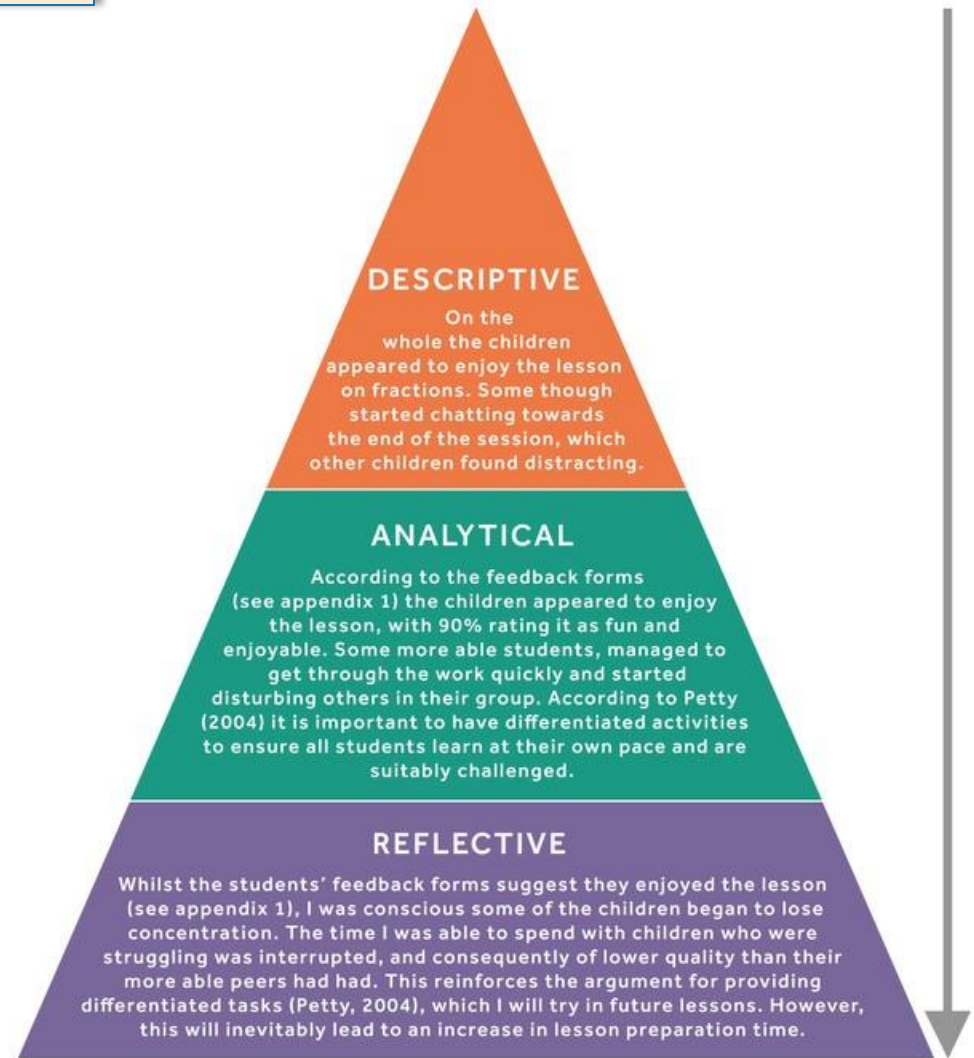 DESCRIPTIVE
On the
whole the children
appeared to enjoy the lesson
on fractions. Some though
started chatting towards
the end of the session, which
other children found distracting.
ANALYTICAL
According to the feedback forms
(see appendix 1) the children appeared to enjoy
the lesson, with 90% rating it as fun and
enjoyable. Some more able students, managed to
get through the work quickly and started
disturbing others in their group. According to Petty
(2004) it is important to have differentiated activities
to ensure all students learn at their own pace and are
suitably challenged.
REFLECTIVE
Whilst the students' feedback forms suggest they enjoyed the lesson
(see appendix 1), I was conscious some of the children began to lose
concentration. The time I was able to spend with children who were
struggling was interrupted, and consequently of lower quality than their
more able peers had had. This reinforces the argument for providing
differentiated tasks (Petty, 2004), which I will try in future lessons. However,
this will inevitably lead to an increase in lesson preparation time.